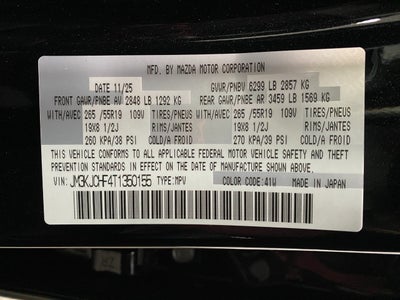 MFD. BY MAZDA MOTOR CORPORATION
DATE 11/25 GVWR/PNBV 6299 LB 2857 KG
FRONT GAWR/PNBE AV 2848 LB 1292 KG REAR GAWR/PNBE AR 3459 LB 1569 KG
WITH/AVEC 265 /55R19 109V TIRES/PNEUS WITH/AVEC 265 /55R19 109V TIRES/PNEUS
19X8 1/2J RIMS/JANTES 19X8 1/2J RIMS/JANTES
260 KPA/38 PSI COLD/A FROID 270 KPA/39 PSI COLD/A FROID
THIS VEHICLE CONFORMS TO ALL APPLICABLE FEDERAL MOTOR VEHICLE SAFETY AND THEFT
PREVENTION STANDARDS IN EFFECT ON THE DATE OF MANUFACTURE SHOWN ABOVE.
VIN: JM3KJCHF4T1350155 TYPE:MPV COLOR CODE:41W MADE IN JAPAN